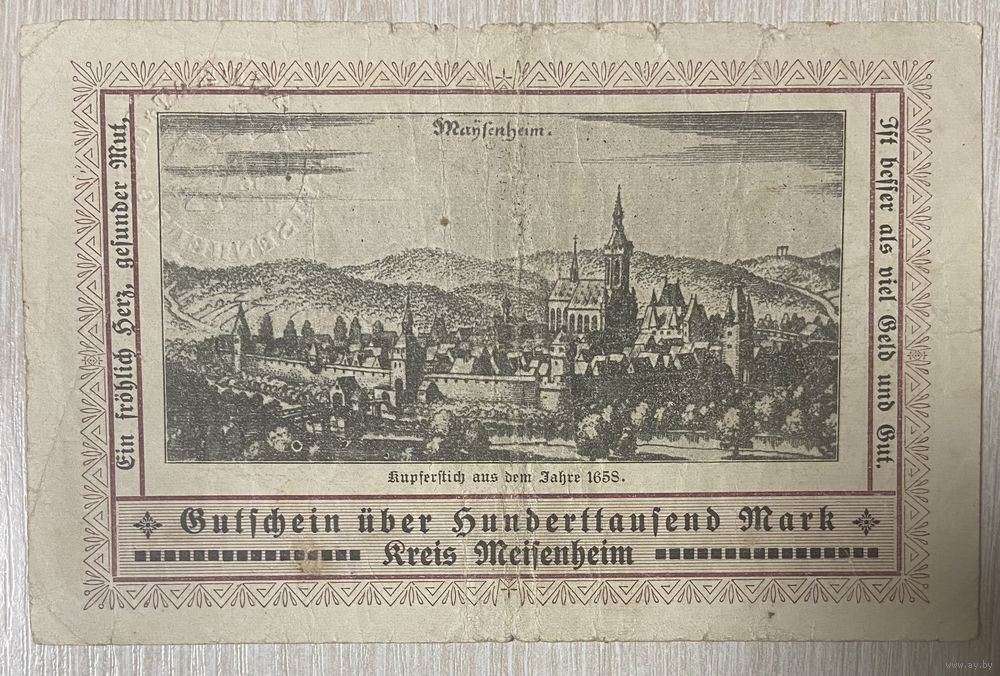 Maÿsenheim.
Ein fröhlich Herz, gesunder Mut,
Ist besser als viel Geld und Gut.
Kupferstich aus dem Jahre 1658.
Gutschein über Hunderttausend Mark
Kreis Meisenheim
www.ay.by